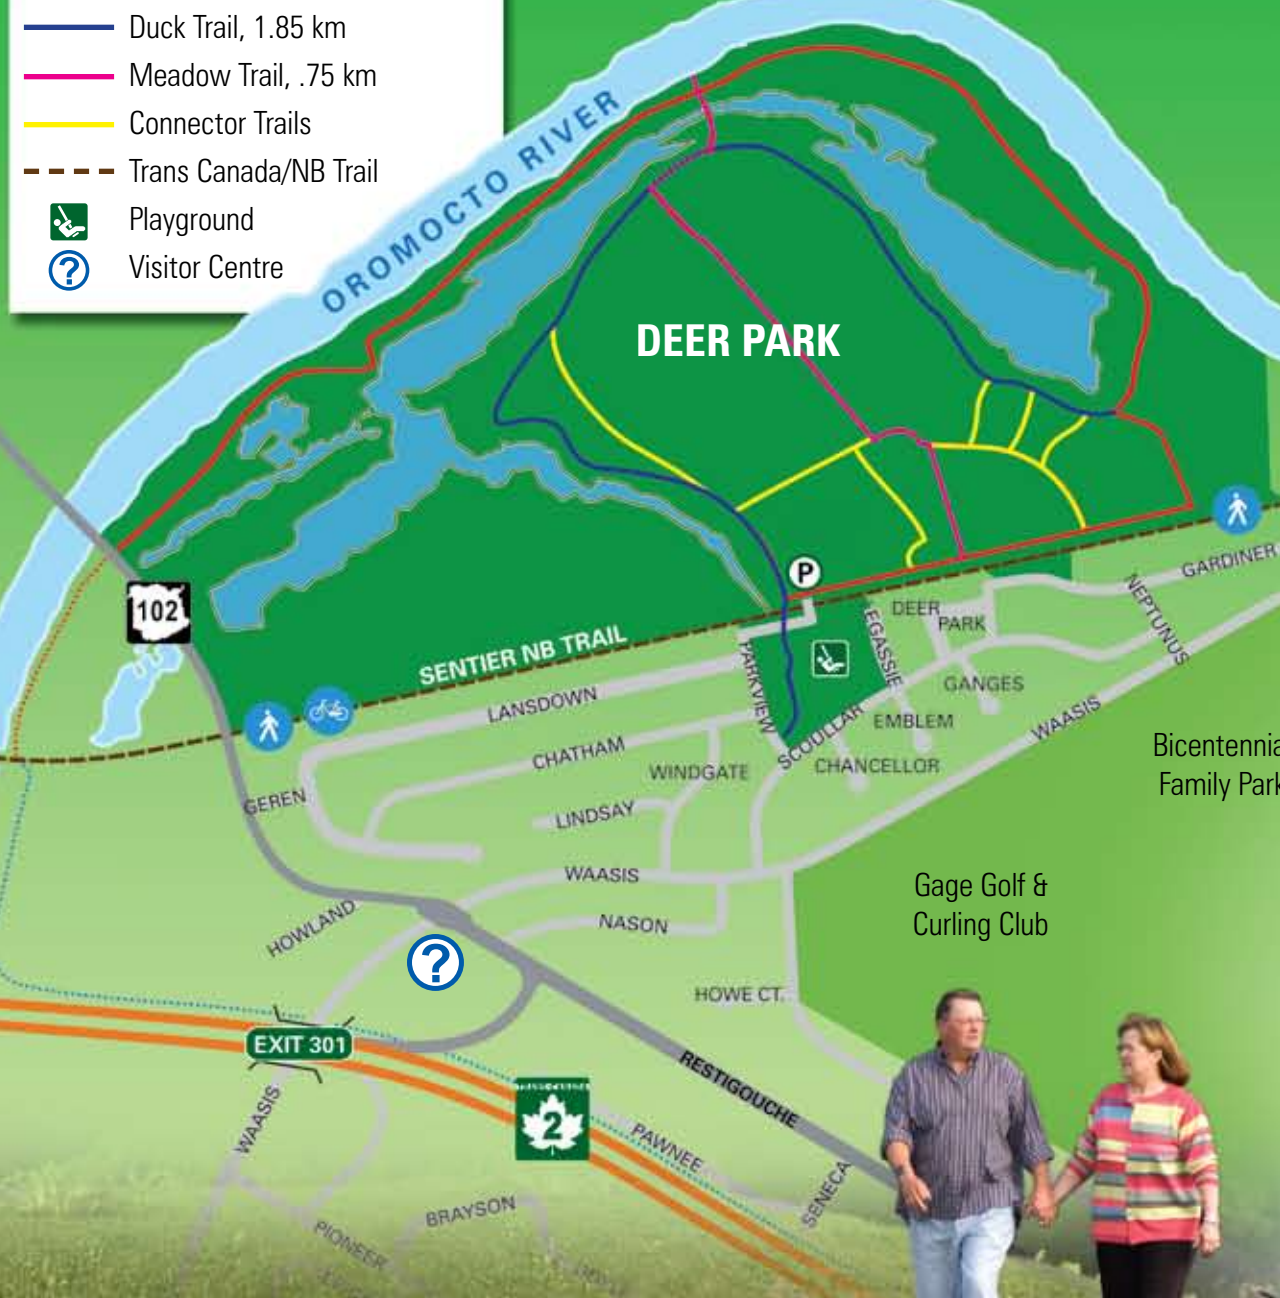 Duck Trail, 1.85 km
Meadow Trail, .75 km
Connector Trails
Trans Canada/NB Trail
Playground
? Visitor Centre
OROMOCTO RIVER
DEER PARK
102
P
SENTIER NB TRAIL
GARDINER
NEPTUNUS
DEER
PARK
EGASSIE
GANGES
EMBLEM
PARKVIEW
SCOULLAR
CHANCELLOR
WAASIS
LANSDOWN
CHATHAM
WINDGATE
LINDSAY
GEREN
WAASIS
NASON
HOWLAND
?
HOWE CT.
Bicentennia
Family Park
Gage Golf &
Curling Club
EXIT 301
RESTIGOUCHE
TRANS-CANADA
2
WAASIS
PAWNEE
SENECA
BRAYSON
PIONEER